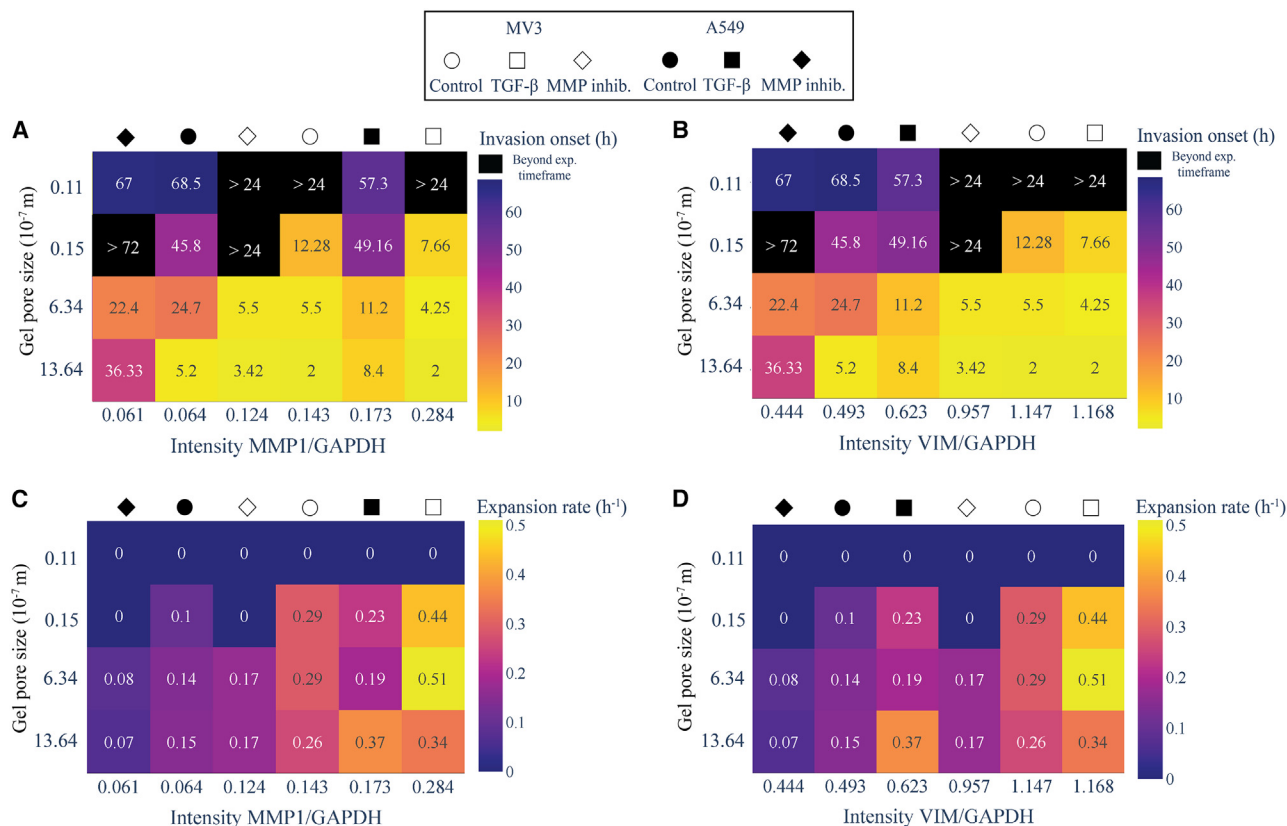 MV3 A549
Control TGF-β MMP inhib. Control TGF-β MMP inhib.
A
Invasion onset (h)
Beyond exp.
timeframe
Gel pore size (10⁻⁷ m)
0.11 67 68.5 > 24 > 24 57.3 > 24
0.15 > 72 45.8 > 24 12.28 49.16 7.66
6.34 22.4 24.7 5.5 5.5 11.2 4.25
13.64 36.33 5.2 3.42 2 8.4 2
0.061 0.064 0.124 0.143 0.173 0.284
Intensity MMP1/GAPDH
60
50
40
30
20
10
B
Invasion onset (h)
Beyond exp.
timeframe
Gel pore size (10⁻⁷ m)
0.11 67 68.5 57.3 > 24 > 24 > 24
0.15 > 72 45.8 49.16 > 24 12.28 7.66
6.34 22.4 24.7 11.2 5.5 5.5 4.25
13.64 36.33 5.2 8.4 3.42 2 2
0.444 0.493 0.623 0.957 1.147 1.168
Intensity VIM/GAPDH
60
50
40
30
20
10
C
Expansion rate (h⁻¹)
Gel pore size (10⁻⁷ m)
0.11 0 0 0 0 0 0
0.15 0 0.1 0 0.29 0.23 0.44
6.34 0.08 0.14 0.17 0.29 0.19 0.51
13.64 0.07 0.15 0.17 0.26 0.37 0.34
0.061 0.064 0.124 0.143 0.173 0.284
Intensity MMP1/GAPDH
0.5
0.4
0.3
0.2
0.1
0
D
Expansion rate (h⁻¹)
Gel pore size (10⁻⁷ m)
0.11 0 0 0 0 0 0
0.15 0 0.1 0.23 0 0.29 0.44
6.34 0.08 0.14 0.19 0.17 0.29 0.51
13.64 0.07 0.15 0.37 0.17 0.26 0.34
0.444 0.493 0.623 0.957 1.147 1.168
Intensity VIM/GAPDH
0.5
0.4
0.3
0.2
0.1
0